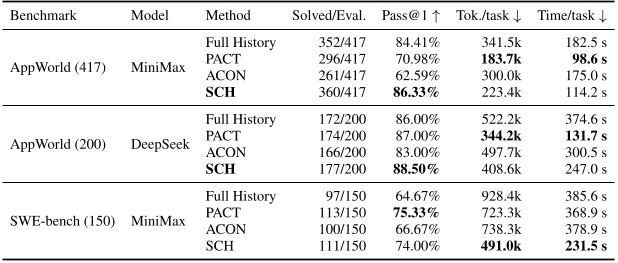 Benchmark Model Method Solved/Eval. Pass@1 ↑ Tok./task ↓ Time/task ↓
Full History 352/417 84.41% 341.5k 182.5 s
AppWorld (417) MiniMax PACT 296/417 70.98% 183.7k 98.6 s
ACON 261/417 62.59% 300.0k 175.0 s
SCH 360/417 86.33% 223.4k 114.2 s
Full History 172/200 86.00% 522.2k 374.6 s
AppWorld (200) DeepSeek PACT 174/200 87.00% 344.2k 131.7 s
ACON 166/200 83.00% 497.7k 300.5 s
SCH 177/200 88.50% 408.6k 247.0 s
Full History 97/150 64.67% 928.4k 385.6 s
SWE-bench (150) MiniMax PACT 113/150 75.33% 723.3k 368.9 s
ACON 100/150 66.67% 738.3k 378.9 s
SCH 111/150 74.00% 491.0k 231.5 s